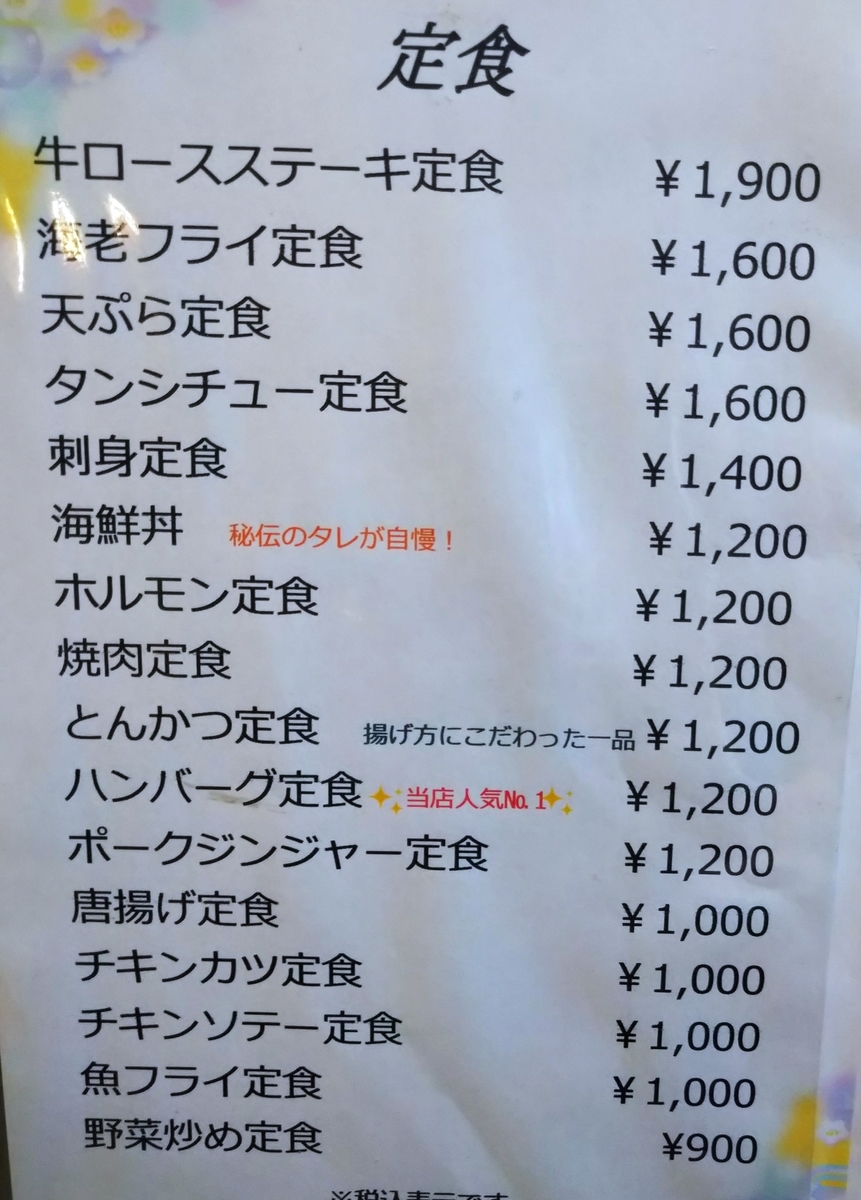 定食
牛ロースステーキ定食 ¥1,900
海老フライ定食 ¥1,600
天ぷら定食 ¥1,600
タンシチュー定食 ¥1,600
刺身定食 ¥1,400
海鮮丼 秘伝のタレが自慢！ ¥1,200
ホルモン定食 ¥1,200
焼肉定食 ¥1,200
とんかつ定食 揚げ方にこだわった一品 ¥1,200
ハンバーグ定食✨当店人気№1✨ ¥1,200
ポークジンジャー定食 ¥1,200
唐揚げ定食 ¥1,000
チキンカツ定食 ¥1,000
チキンソテー定食 ¥1,000
魚フライ定食 ¥1,000
野菜炒め定食 ¥900
※税込表示です